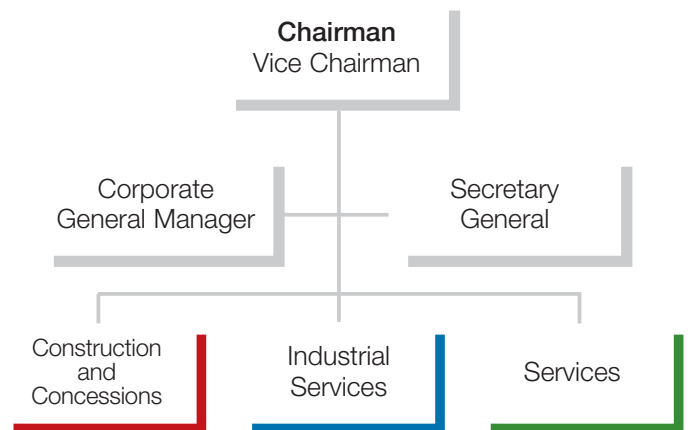 Chairman
Vice Chairman
Corporate
General Manager
Secretary
General
Construction
and
Concessions
Industrial
Services
Services